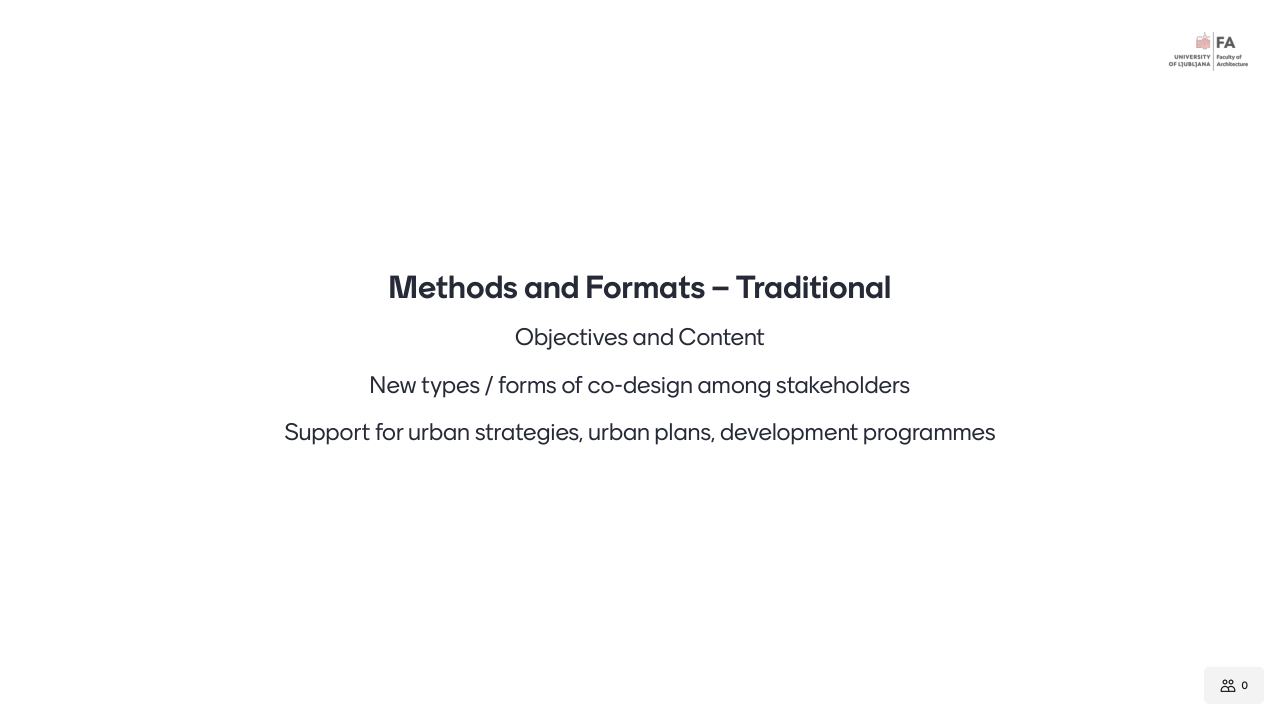 FA
UNIVERSITY
OF LJUBLJANA
Faculty of
Architecture
Methods and Formats – Traditional
Objectives and Content
New types / forms of co-design among stakeholders
Support for urban strategies, urban plans, development programmes
0